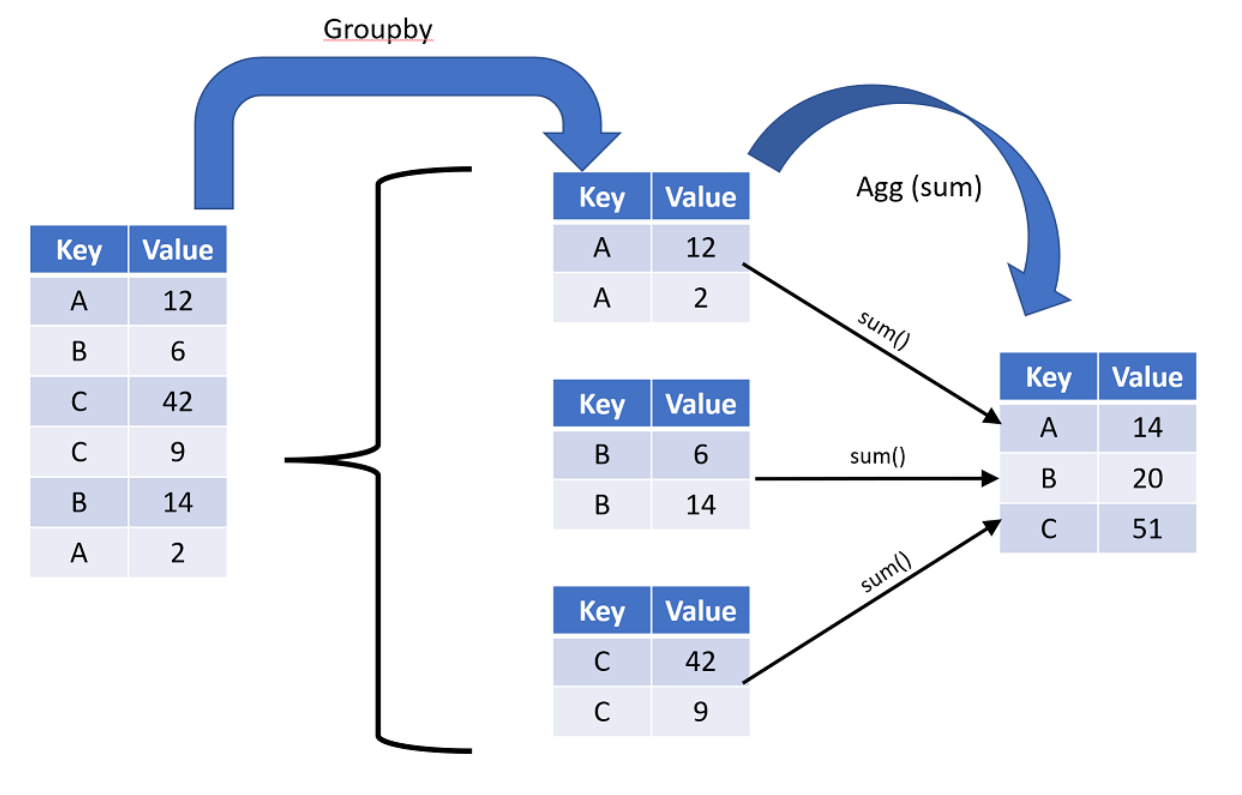 Groupby
Agg (sum)
Key Value
A 12
B 6
C 42
C 9
B 14
A 2
Key Value
A 12
A 2
Key Value
B 6
B 14
Key Value
C 42
C 9
sum()
sum()
sum()
Key Value
A 14
B 20
C 51